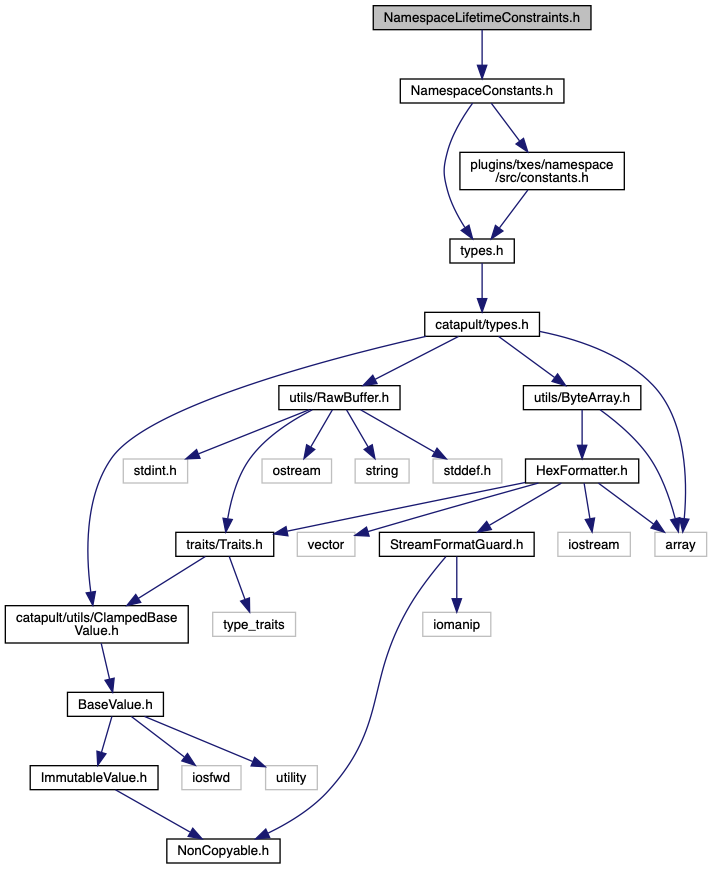 NamespaceLifetimeConstraints.h
NamespaceConstants.h
plugins/txes/namespace
/src/constants.h
types.h
catapult/types.h
utils/RawBuffer.h
utils/ByteArray.h
stdint.h
ostream
string
stddef.h
HexFormatter.h
traits/Traits.h
vector
StreamFormatGuard.h
iostream
array
catapult/utils/ClampedBase
Value.h
type_traits
iomanip
BaseValue.h
ImmutableValue.h
iosfwd
utility
NonCopyable.h